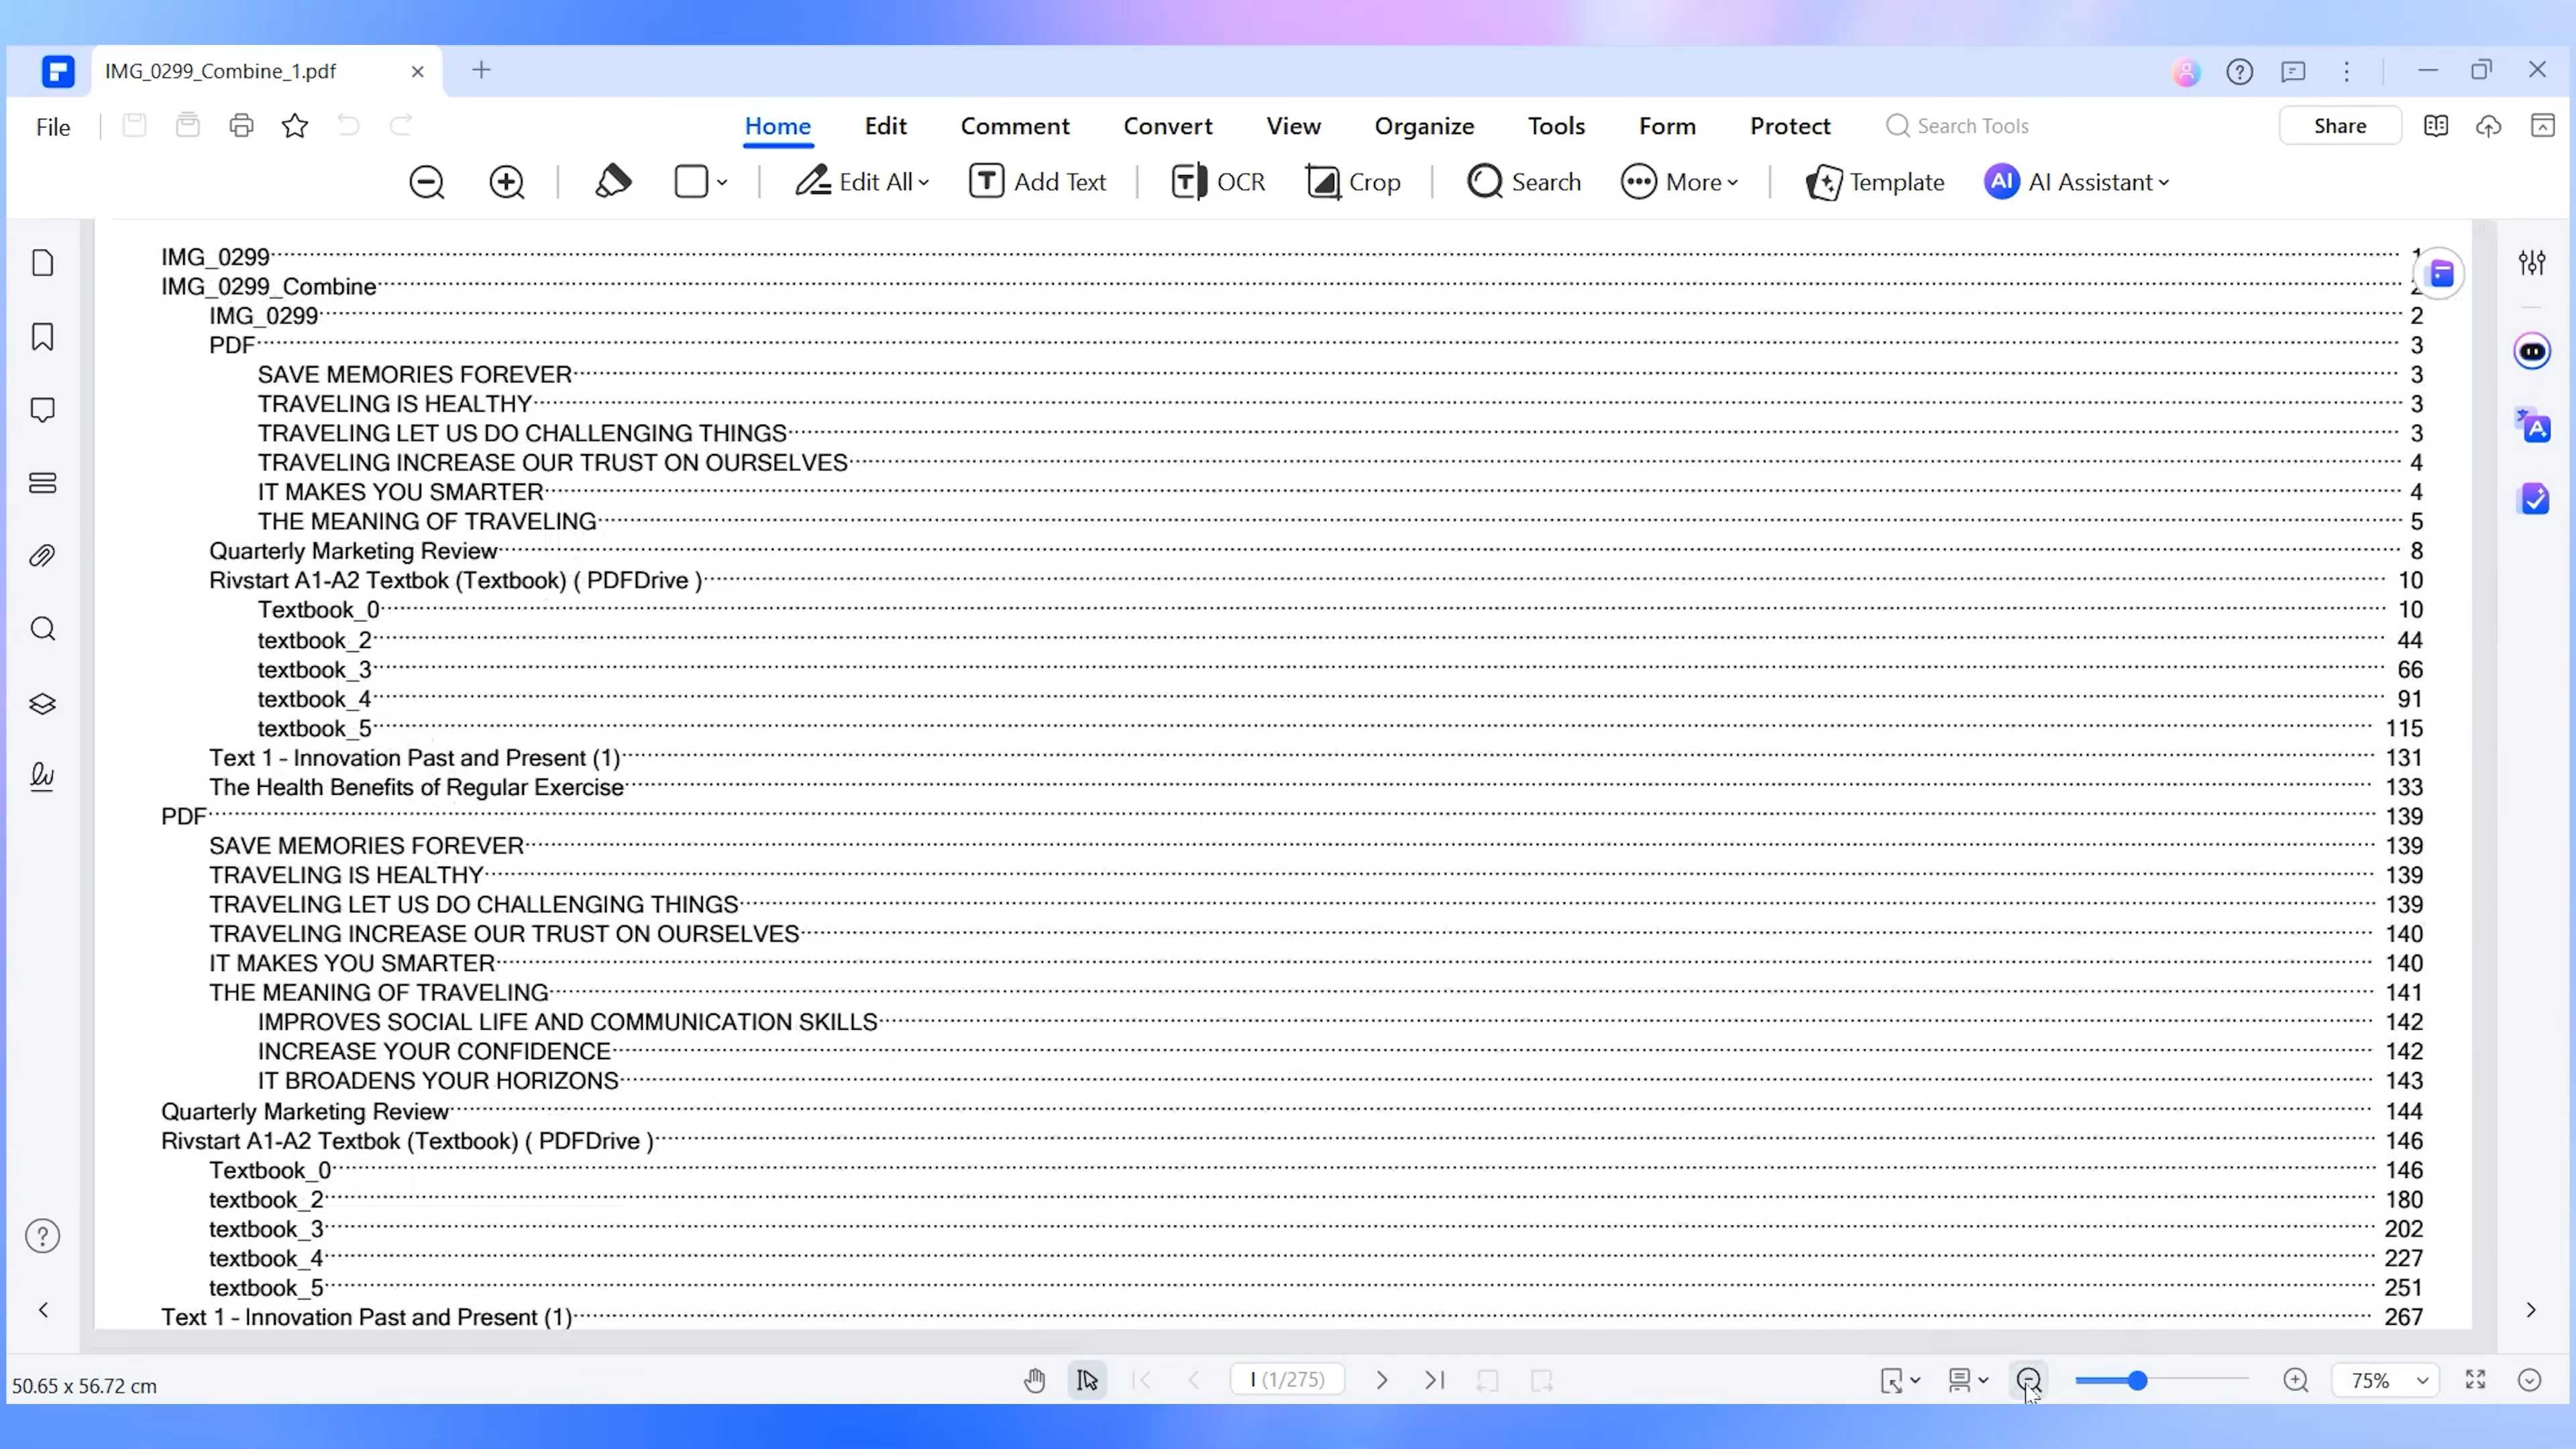 IMG_0299_Combine_1.pdf
File
Home Edit Comment Convert View Organize Tools Form Protect Search Tools Share
Edit All Add Text OCR Crop Search More Template AI AI Assistant
IMG_0299 1
IMG_0299_Combine 2
IMG_0299 2
PDF 3
SAVE MEMORIES FOREVER 3
TRAVELING IS HEALTHY 3
TRAVELING LET US DO CHALLENGING THINGS 3
TRAVELING INCREASE OUR TRUST ON OURSELVES 4
IT MAKES YOU SMARTER 4
THE MEANING OF TRAVELING 5
Quarterly Marketing Review 8
Rivstart A1-A2 Textbok (Textbook) ( PDFDrive ) 10
Textbook_0 10
textbook_2 44
textbook_3 66
textbook_4 91
textbook_5 115
Text 1 - Innovation Past and Present (1) 131
The Health Benefits of Regular Exercise 133
PDF 139
SAVE MEMORIES FOREVER 139
TRAVELING IS HEALTHY 139
TRAVELING LET US DO CHALLENGING THINGS 139
TRAVELING INCREASE OUR TRUST ON OURSELVES 140
IT MAKES YOU SMARTER 140
THE MEANING OF TRAVELING 141
IMPROVES SOCIAL LIFE AND COMMUNICATION SKILLS 142
INCREASE YOUR CONFIDENCE 142
IT BROADENS YOUR HORIZONS 143
Quarterly Marketing Review 144
Rivstart A1-A2 Textbok (Textbook) ( PDFDrive ) 146
Textbook_0 146
textbook_2 180
textbook_3 202
textbook_4 227
textbook_5 251
Text 1 - Innovation Past and Present (1) 267
50.65 x 56.72 cm I (1/275) 75%